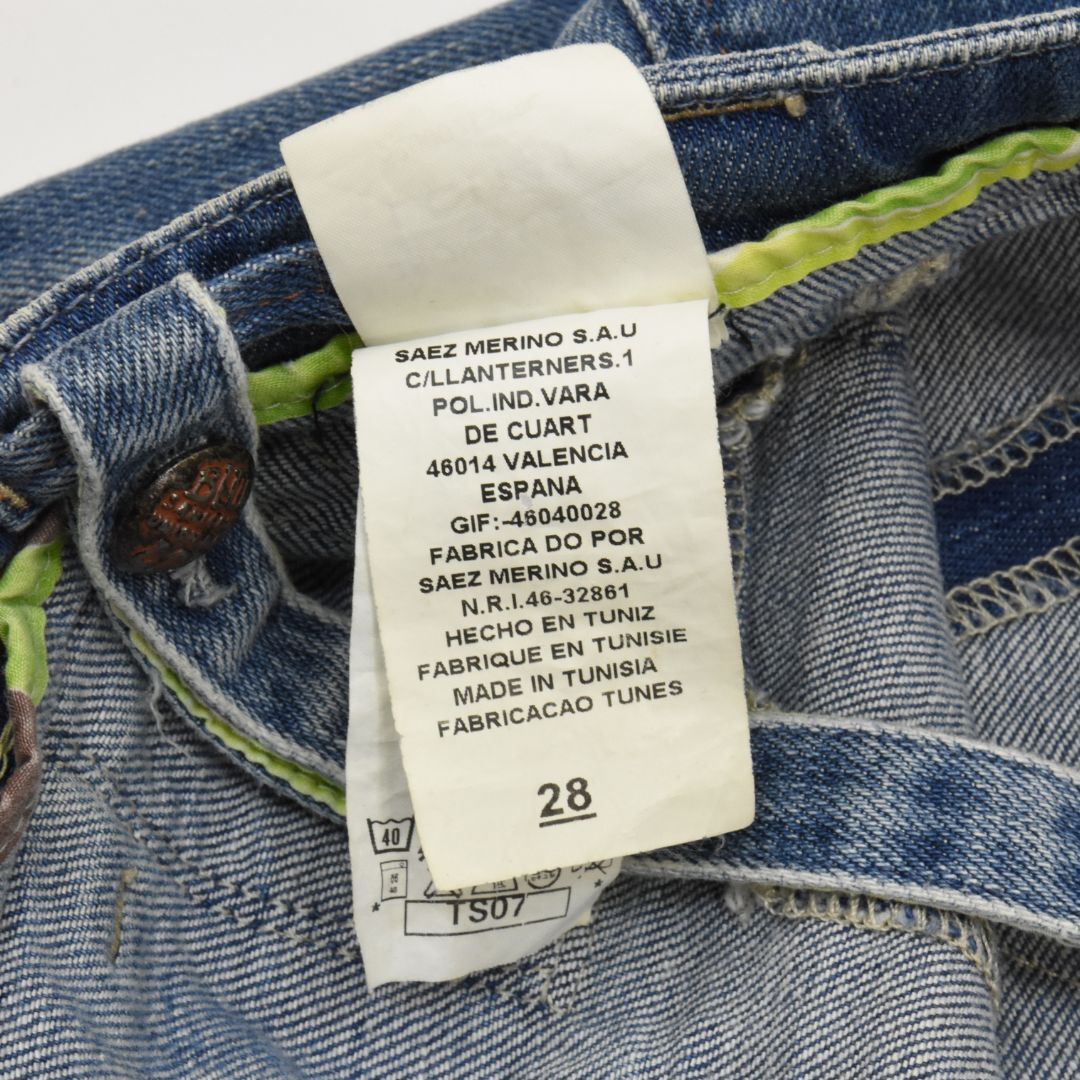 SAEZ MERINO S.A.U
C/LLANTERNERS.1
POL.IND.VARA
DE CUART
46014 VALENCIA
ESPANA
GIF:-46040028
FABRICA DO POR
SAEZ MERINO S.A.U
N.R.I.46-32861
HECHO EN TUNIZ
FABRIQUE EN TUNISIE
MADE IN TUNISIA
FABRICACAO TUNES
28
40
TS07